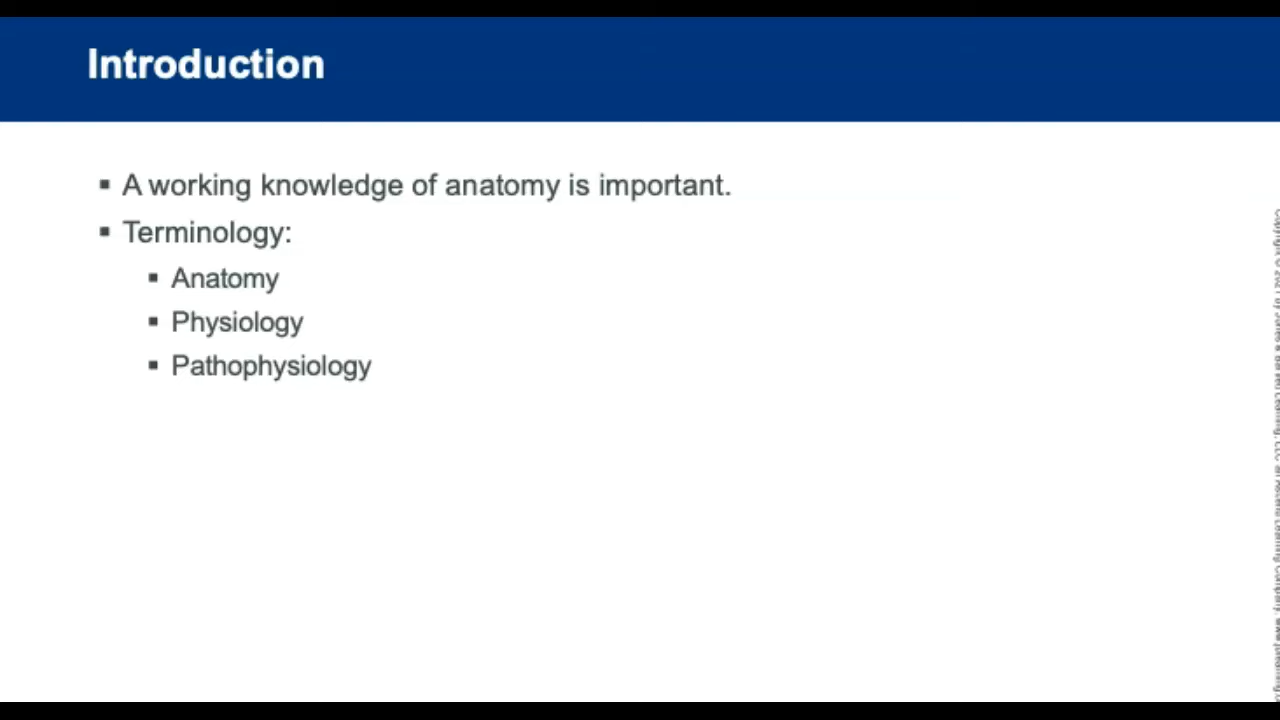 Introduction
▪ A working knowledge of anatomy is important.
▪ Terminology:
▪ Anatomy
▪ Physiology
▪ Pathophysiology